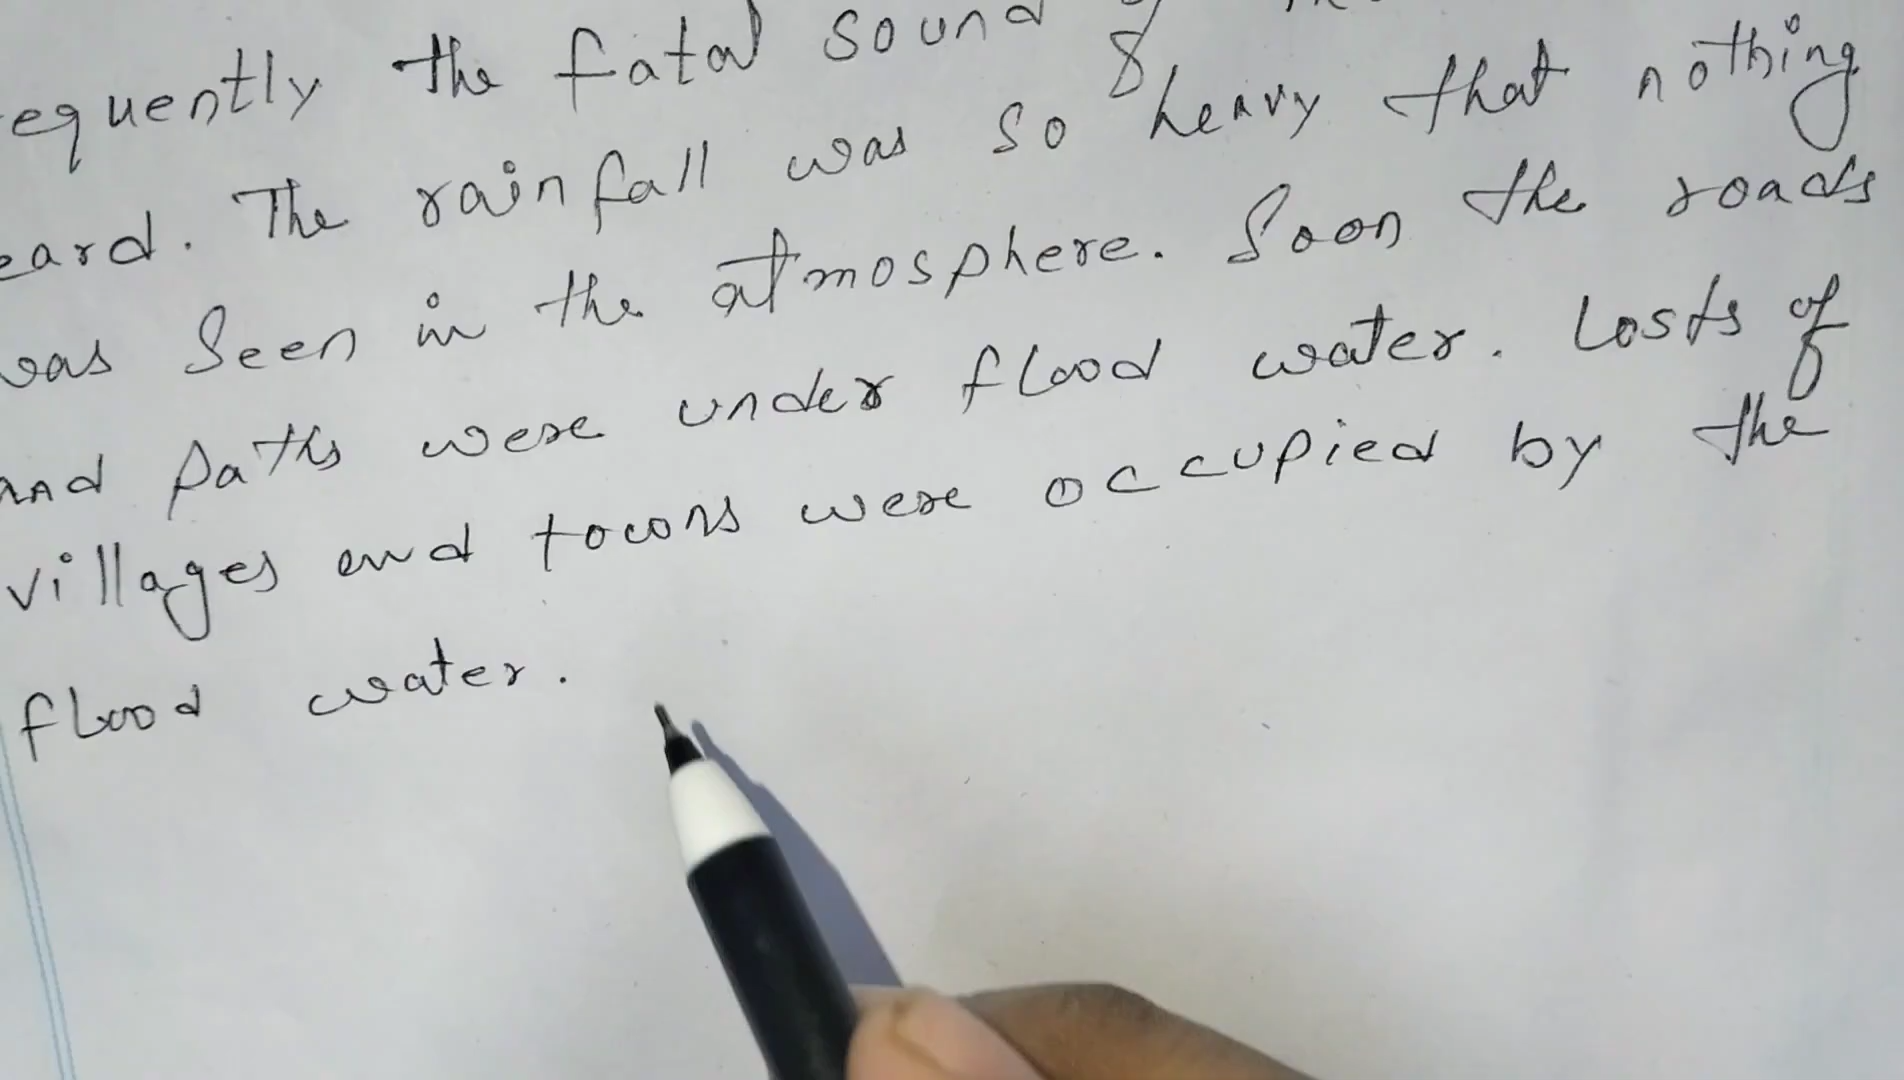 equently the fatal sound of
eard. The rainfall was so heavy that nothing
was seen in the atmosphere. Soon the roads
and paths were under flood water. Losts of
villages and towns were occupied by the
flood water.